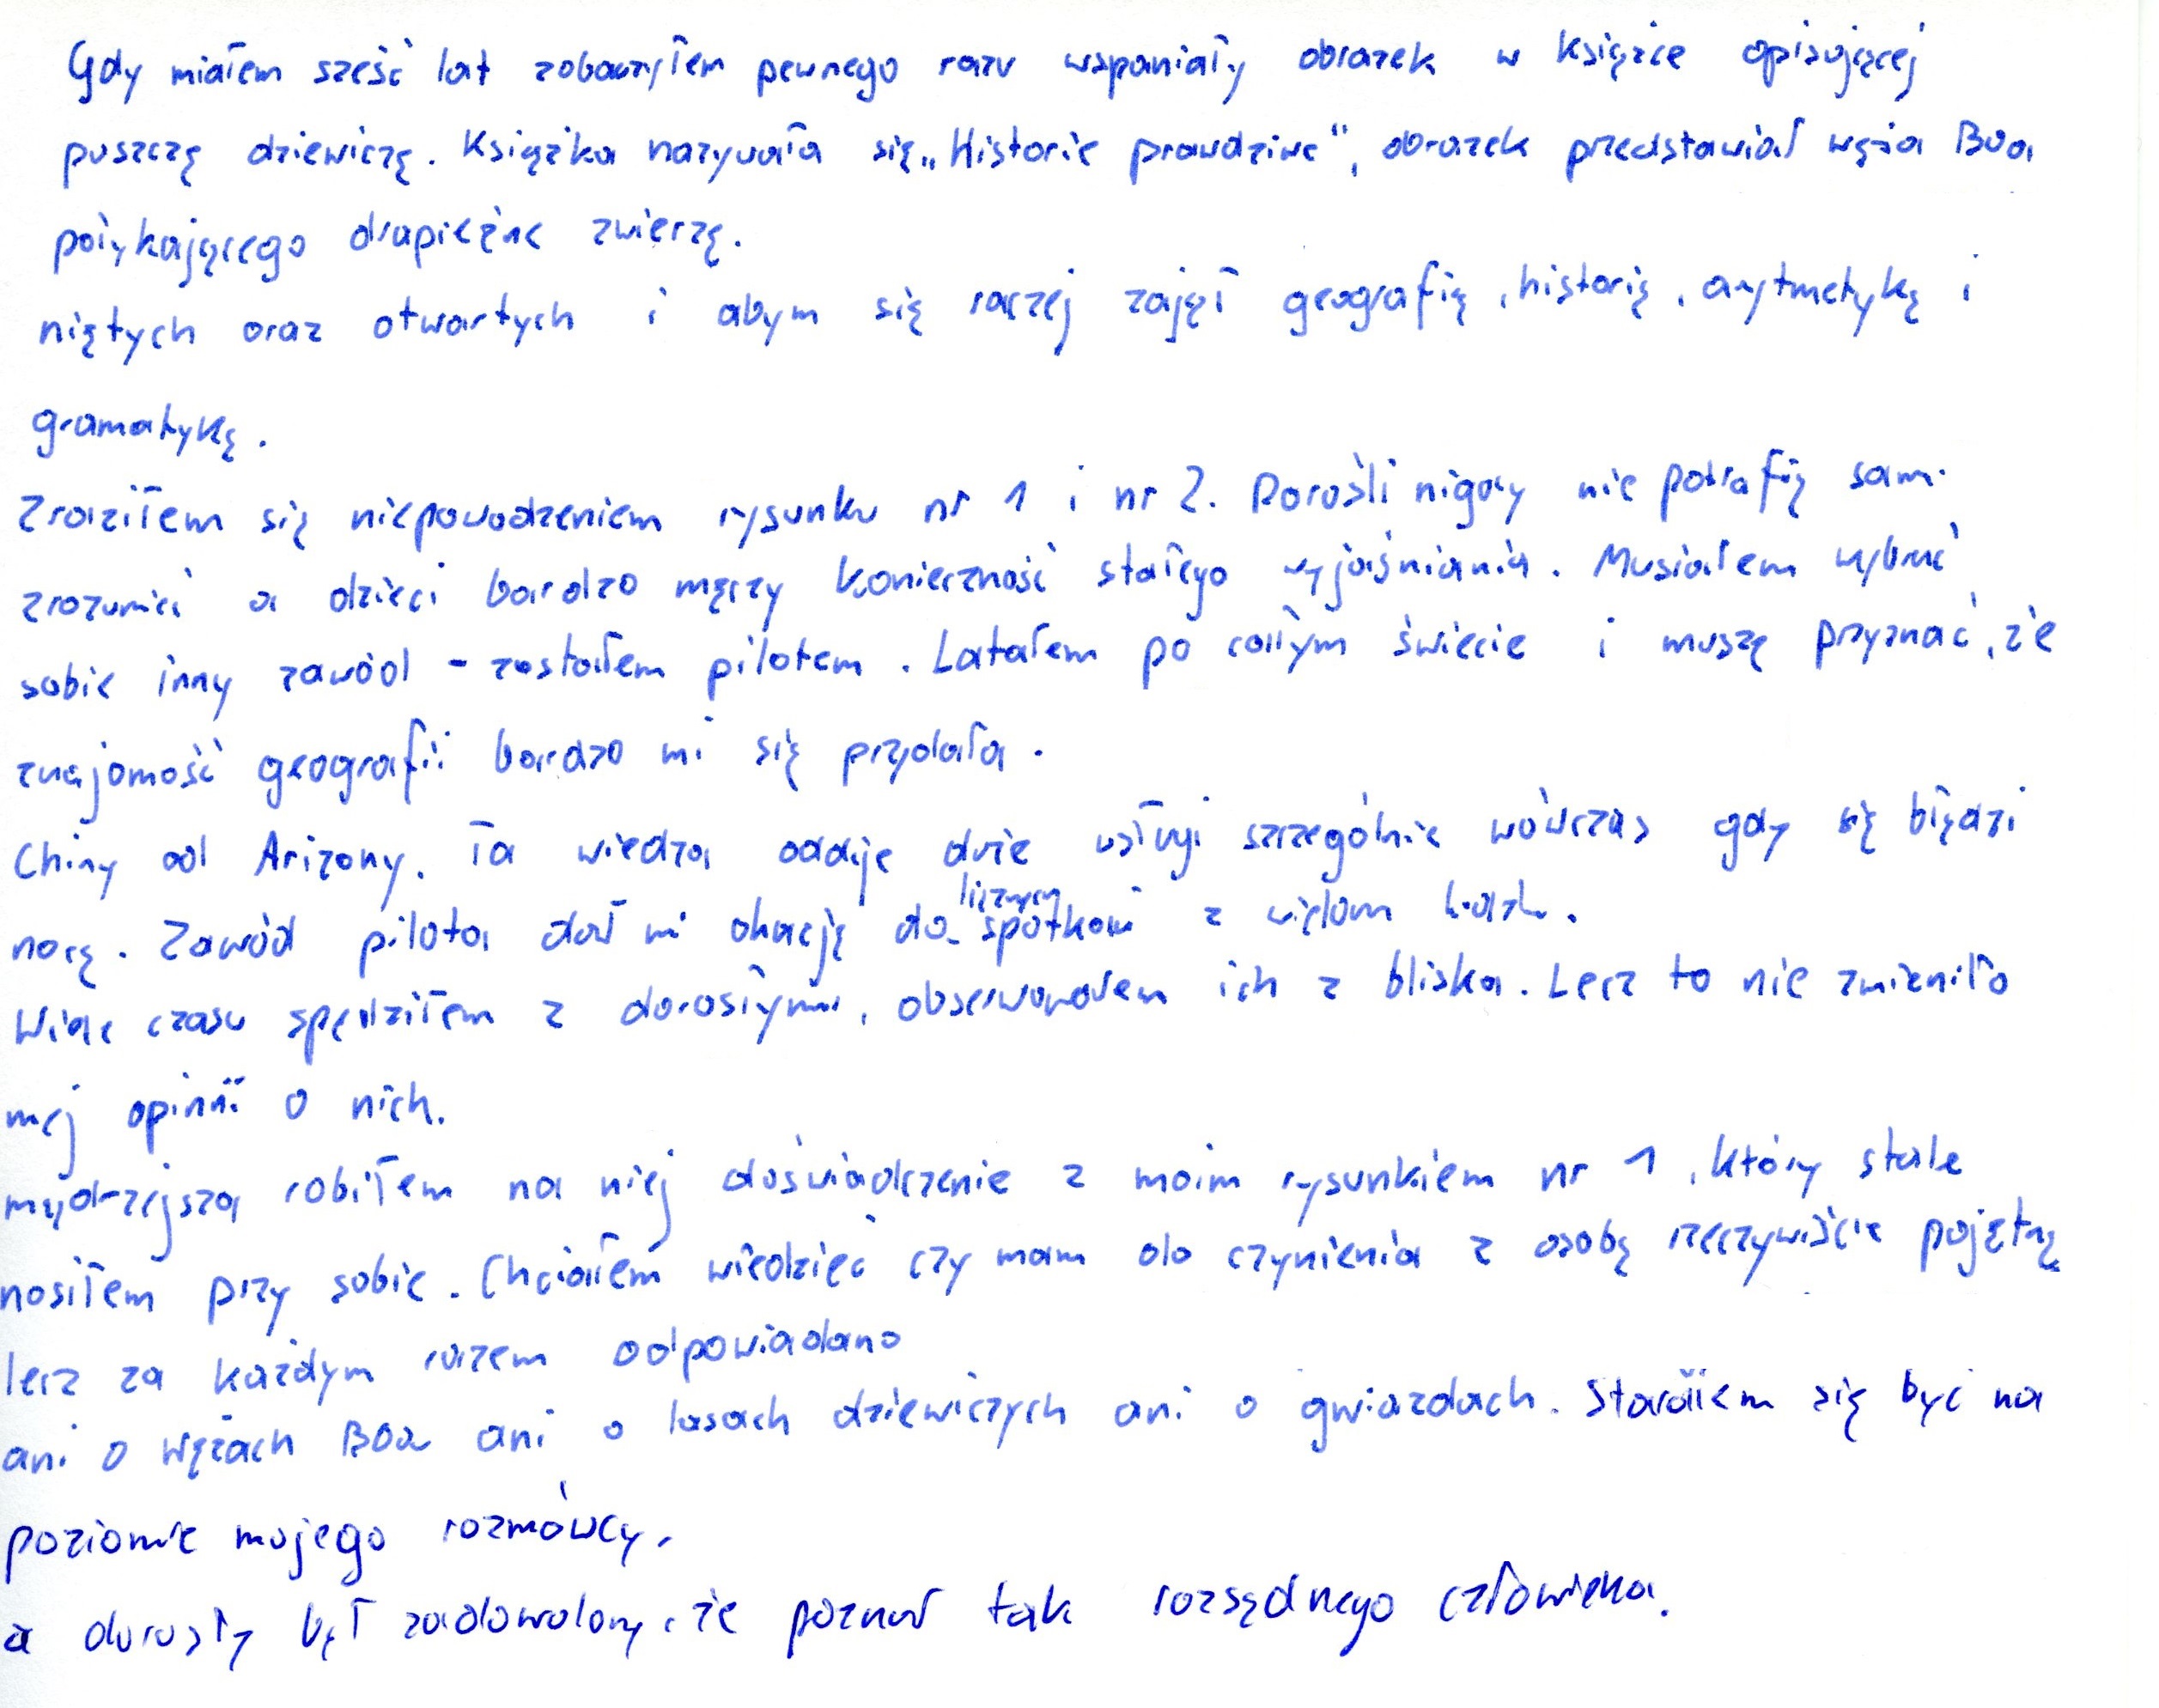 Gdy miałem sześć lat zobaczyłem pewnego razu wspaniały obrazek w książce opisującej
puszczę dziewiczą. Książka nazywała się „Historie prawdziwe", obrazek przedstawiał węża Boa
połykającego drapieżne zwierzę.
niętych oraz otwartych i abym się raczej zajął geografią, historią, arytmetyką i
gramatyką.
Zraziłem się niepowodzeniem rysunku nr 1 i nr 2. Dorośli nigdy nie potrafią sami
zrozumieć a dzieci bardzo męczy konieczność stałego wyjaśniania. Musiałem wybrać
sobie inny zawód - zostałem pilotem. Latałem po całym świecie i muszę przyznać, że
znajomość geografii bardzo mi się przydała.
Chiny od Arizony. Ta wiedza oddaje duże usługi szczególnie wówczas gdy się błądzi
nocą. Zawód pilota dał mi okazję do licznych spotkań z wieloma
Wiele czasu spędziłem z dorosłymi, obserwowałem ich z bliska. Lecz to nie zmieniło
mej opinii o nich.
mądrzejsza robiłem na niej doświadczenie z moim rysunkiem nr 1, który stale
nosiłem przy sobie. Chciałem wiedzieć czy mam do czynienia z osobą rzeczywiście pojętną
lecz za każdym razem odpowiadano
ani o wężach Boa ani o lasach dziewiczych ani o gwiazdach. Starałem się być na
poziomie mojego rozmówcy,
a dorosły był zadowolony, że poznał tak rozsądnego człowieka.